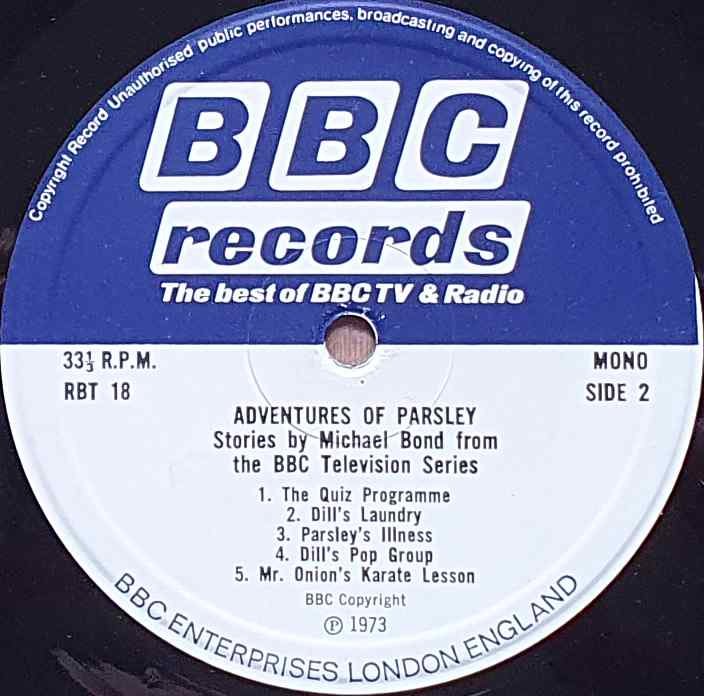 Copyright Record Unauthorised public performances, broadcasting and copying of this record prohibited
BBC
records
The best of BBC TV & Radio
33⅓ R.P.M.
MONO
RBT 18
SIDE 2
ADVENTURES OF PARSLEY
Stories by Michael Bond from
the BBC Television Series
1. The Quiz Programme
2. Dill's Laundry
3. Parsley's Illness
4. Dill's Pop Group
5. Mr. Onion's Karate Lesson
BBC Copyright
℗ 1973
BBC ENTERPRISES LONDON ENGLAND